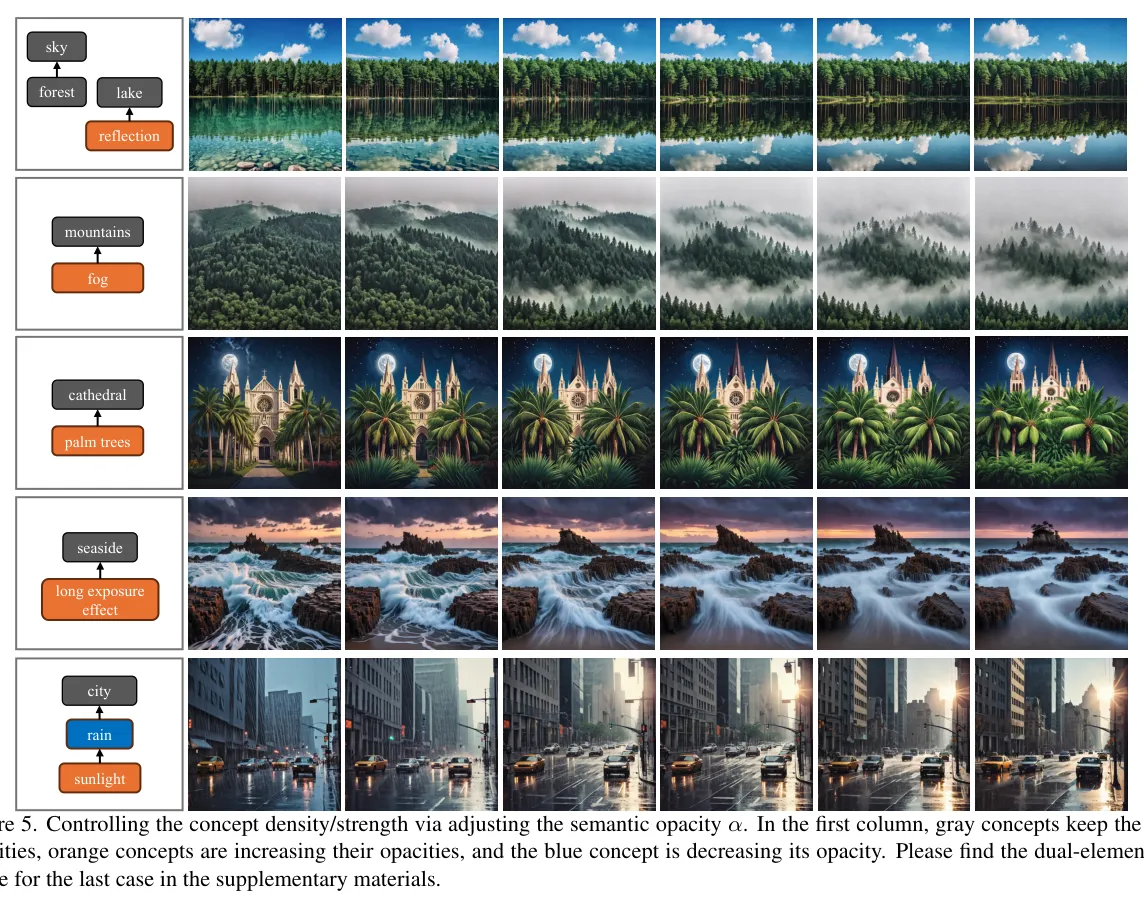 sky
forest
lake
reflection
mountains
fog
cathedral
palm trees
seaside
long exposure
effect
city
rain
sunlight
re 5. Controlling the concept density/strength via adjusting the semantic opacity α. In the first column, gray concepts keep the
ities, orange concepts are increasing their opacities, and the blue concept is decreasing its opacity. Please find the dual-elemen
e for the last case in the supplementary materials.